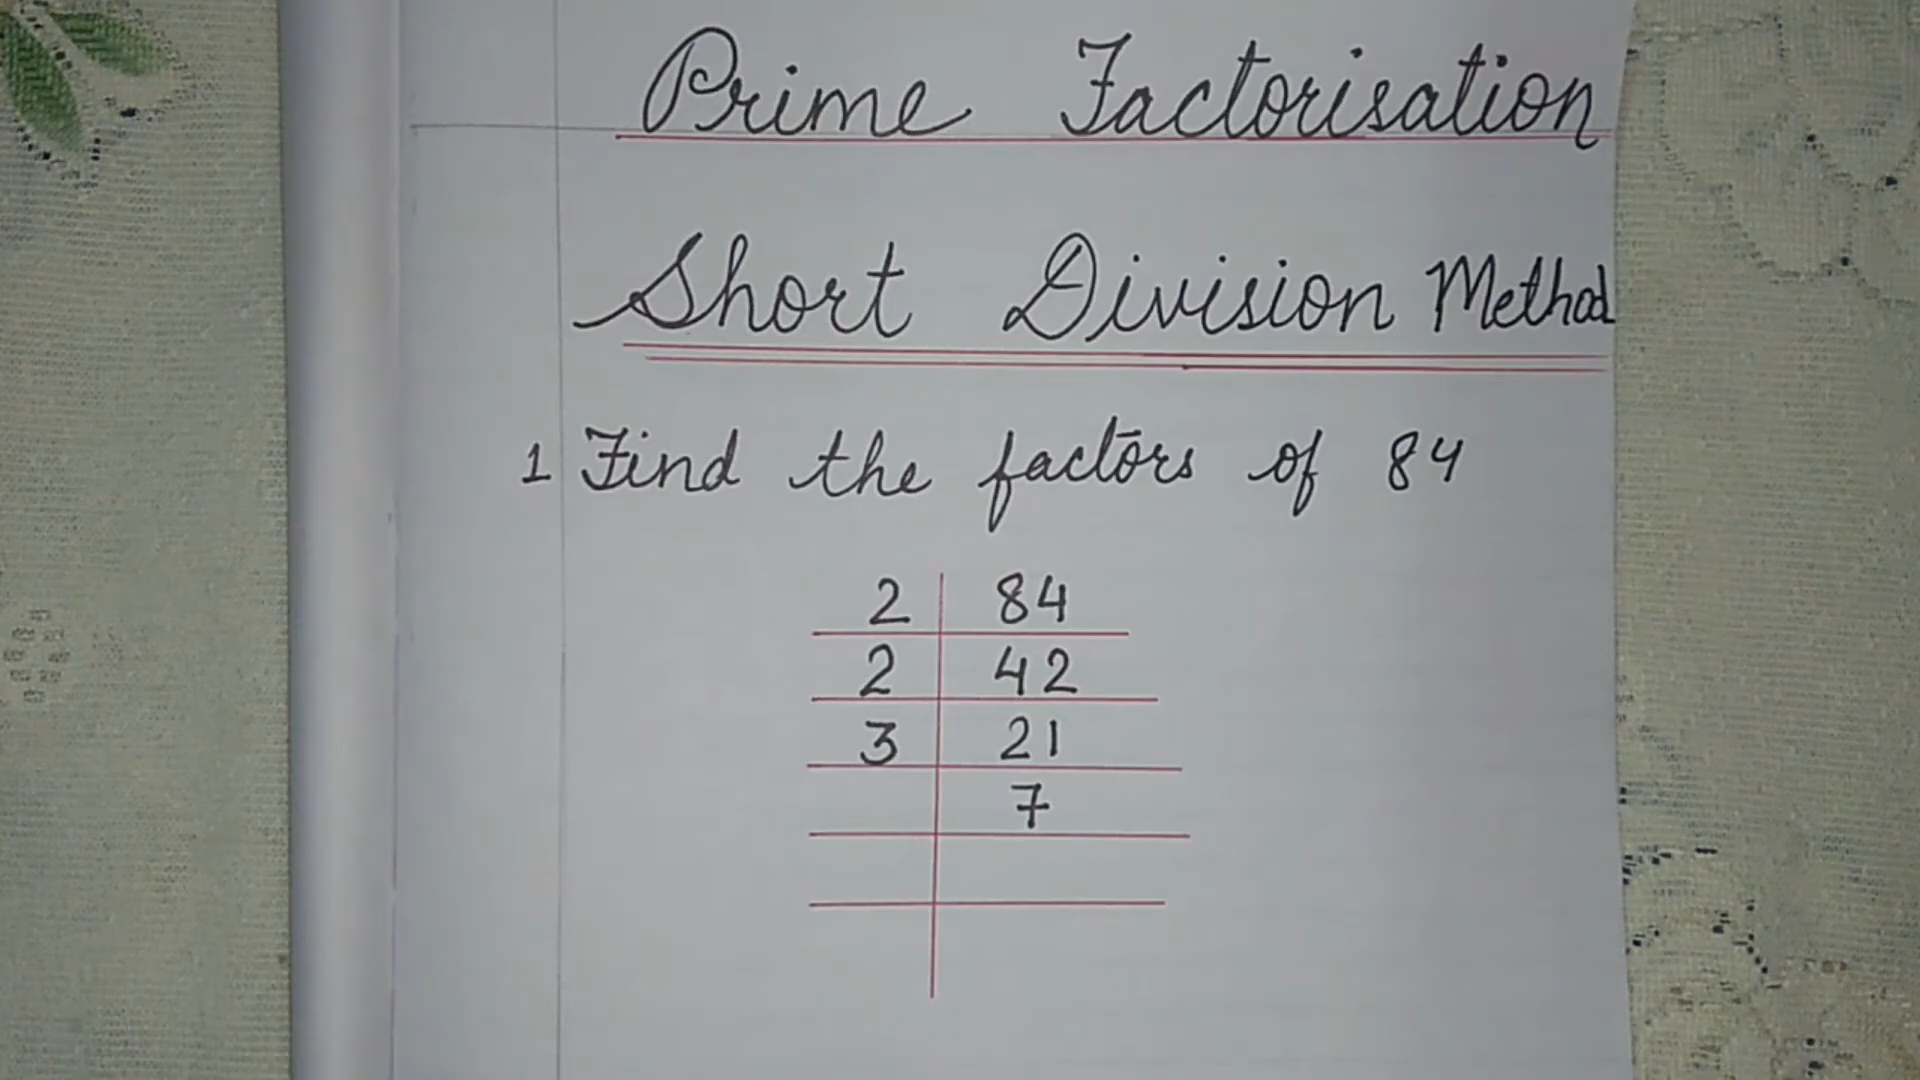 Prime Factorisation
Short Division Method
1 Find the factors of 84
2 84
2 42
3 21
7